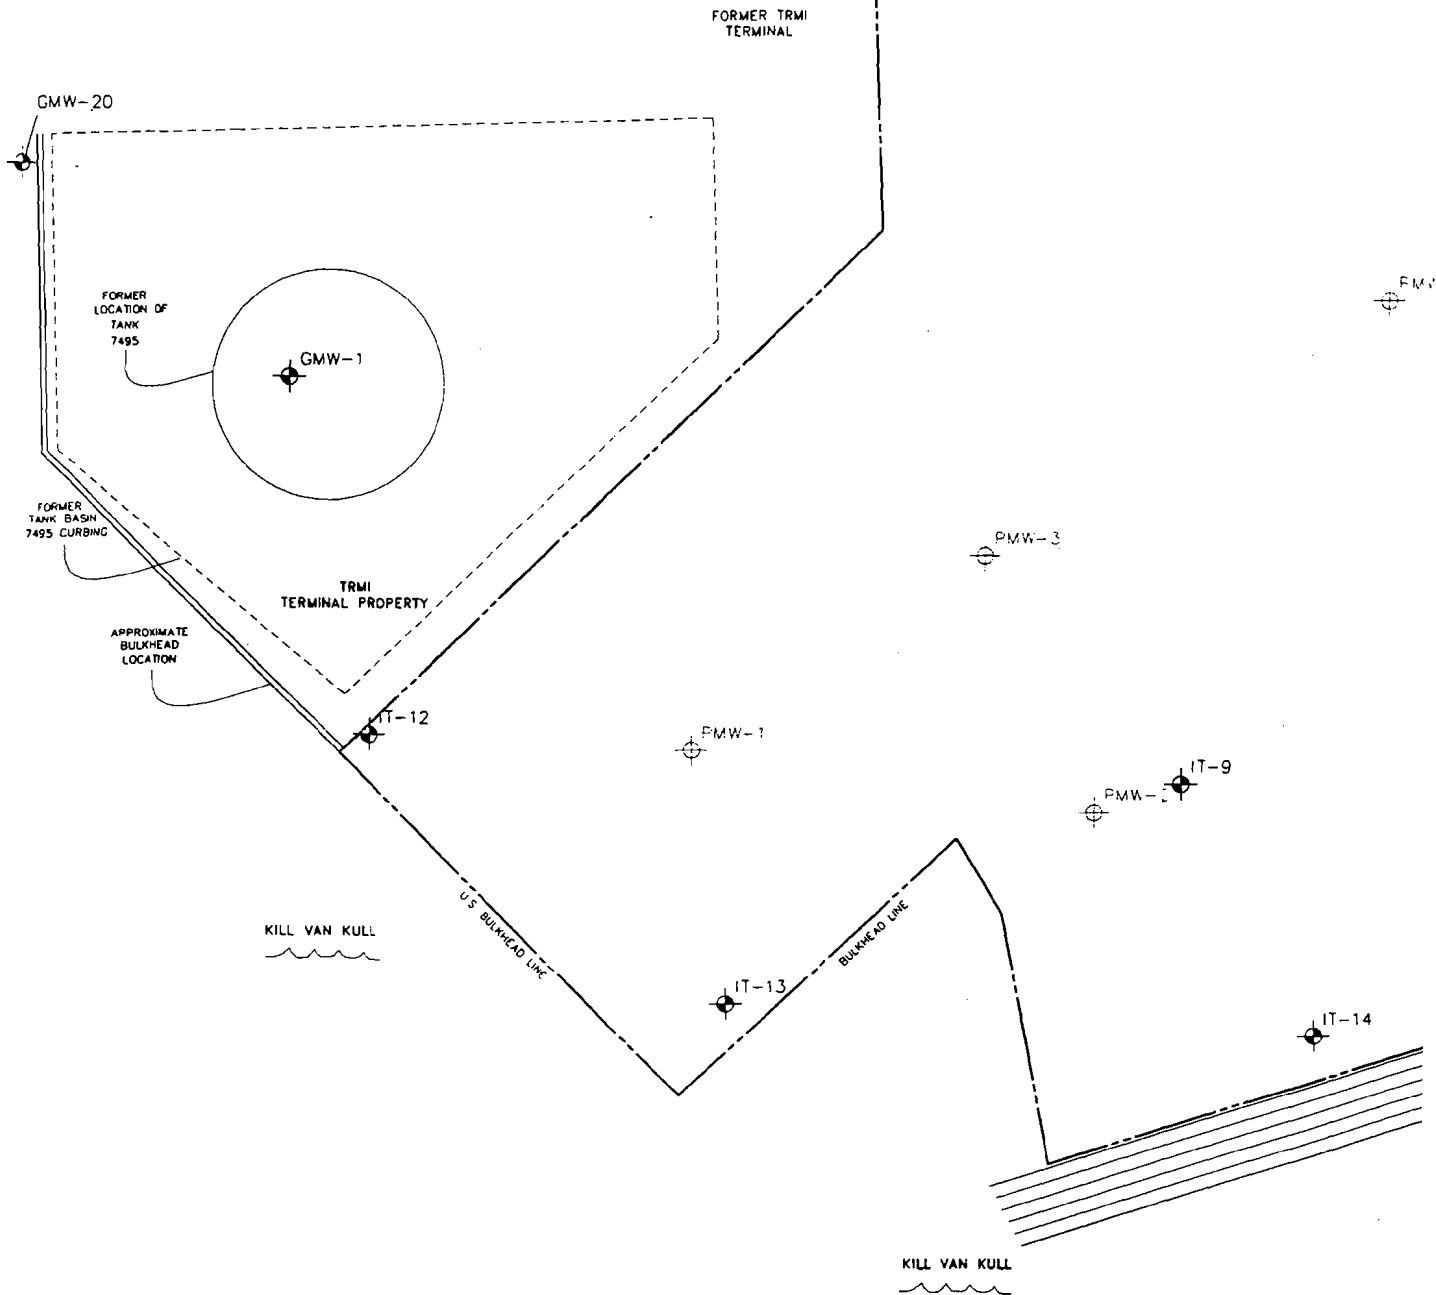 FORMER TRMI
TERMINAL
GMW-20
FORMER
LOCATION OF
TANK
7495
GMW-1
FORMER
TANK BASIN
7495 CURBING
TRMI
TERMINAL PROPERTY
APPROXIMATE
BULKHEAD
LOCATION
PMW-3
IT-12
PMW-1
IT-9
KILL VAN KULL
U.S. BULKHEAD LINE
BULKHEAD LINE
IT-13
IT-14
KILL VAN KULL